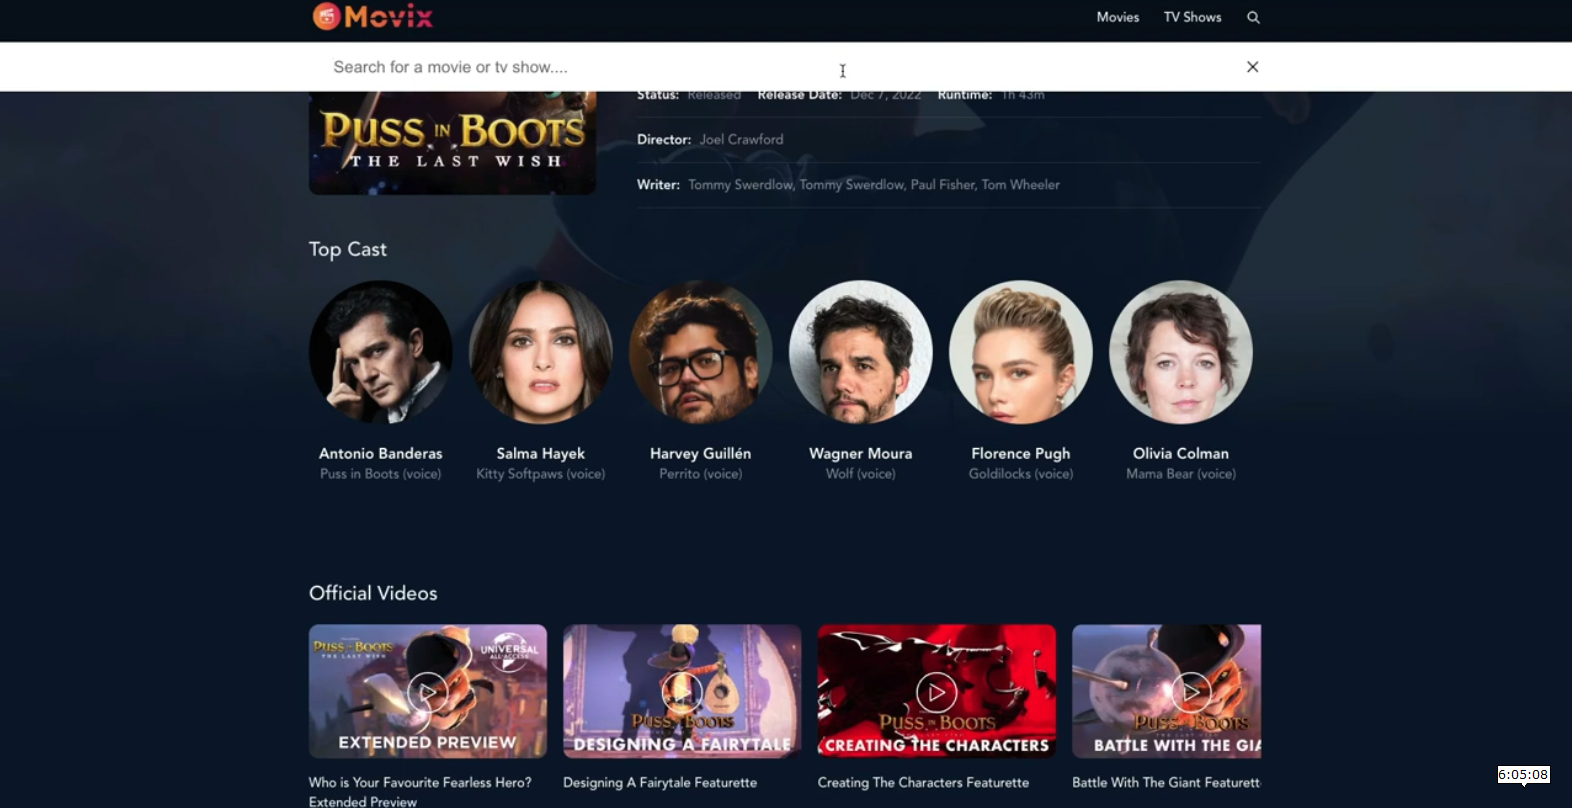 Movix
Movies TV Shows
Search for a movie or tv show....
Status: Released Release Date: Dec 7, 2022 Runtime: 1h 43m
PUSS IN BOOTS
THE LAST WISH
Director: Joel Crawford
Writer: Tommy Swerdlow, Tommy Swerdlow, Paul Fisher, Tom Wheeler
Top Cast
Antonio Banderas Salma Hayek Harvey Guillén Wagner Moura Florence Pugh Olivia Colman
Puss in Boots (voice) Kitty Softpaws (voice) Perrito (voice) Wolf (voice) Goldilocks (voice) Mama Bear (voice)
Official Videos
PUSS IN BOOTS
THE LAST WISH
UNIVERSAL
ALL-ACCESS
EXTENDED PREVIEW
PUSS IN BOOTS
DESIGNING A FAIRYTALE
PUSS IN BOOTS
CREATING THE CHARACTERS
PUSS IN BOOTS
BATTLE WITH THE GIA
Who is Your Favourite Fearless Hero? Designing A Fairytale Featurette Creating The Characters Featurette Battle With The Giant Featurett
Extended Preview
6:05:08